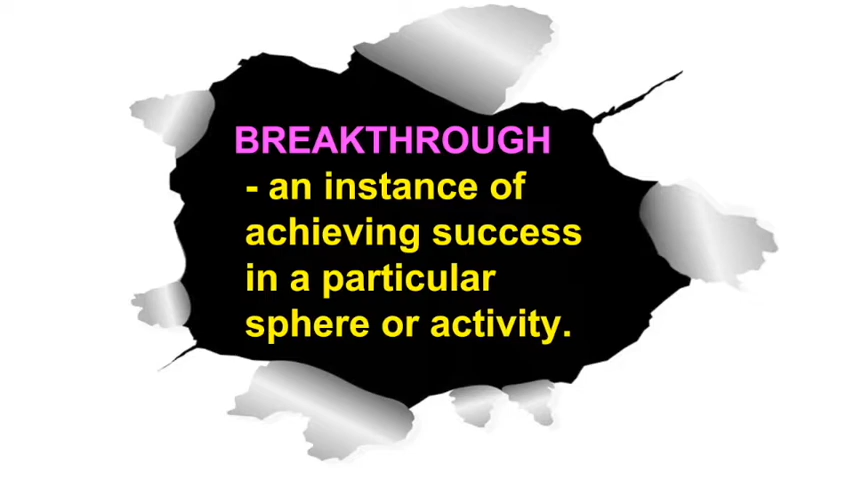 BREAKTHROUGH
- an instance of
achieving success
in a particular
sphere or activity.